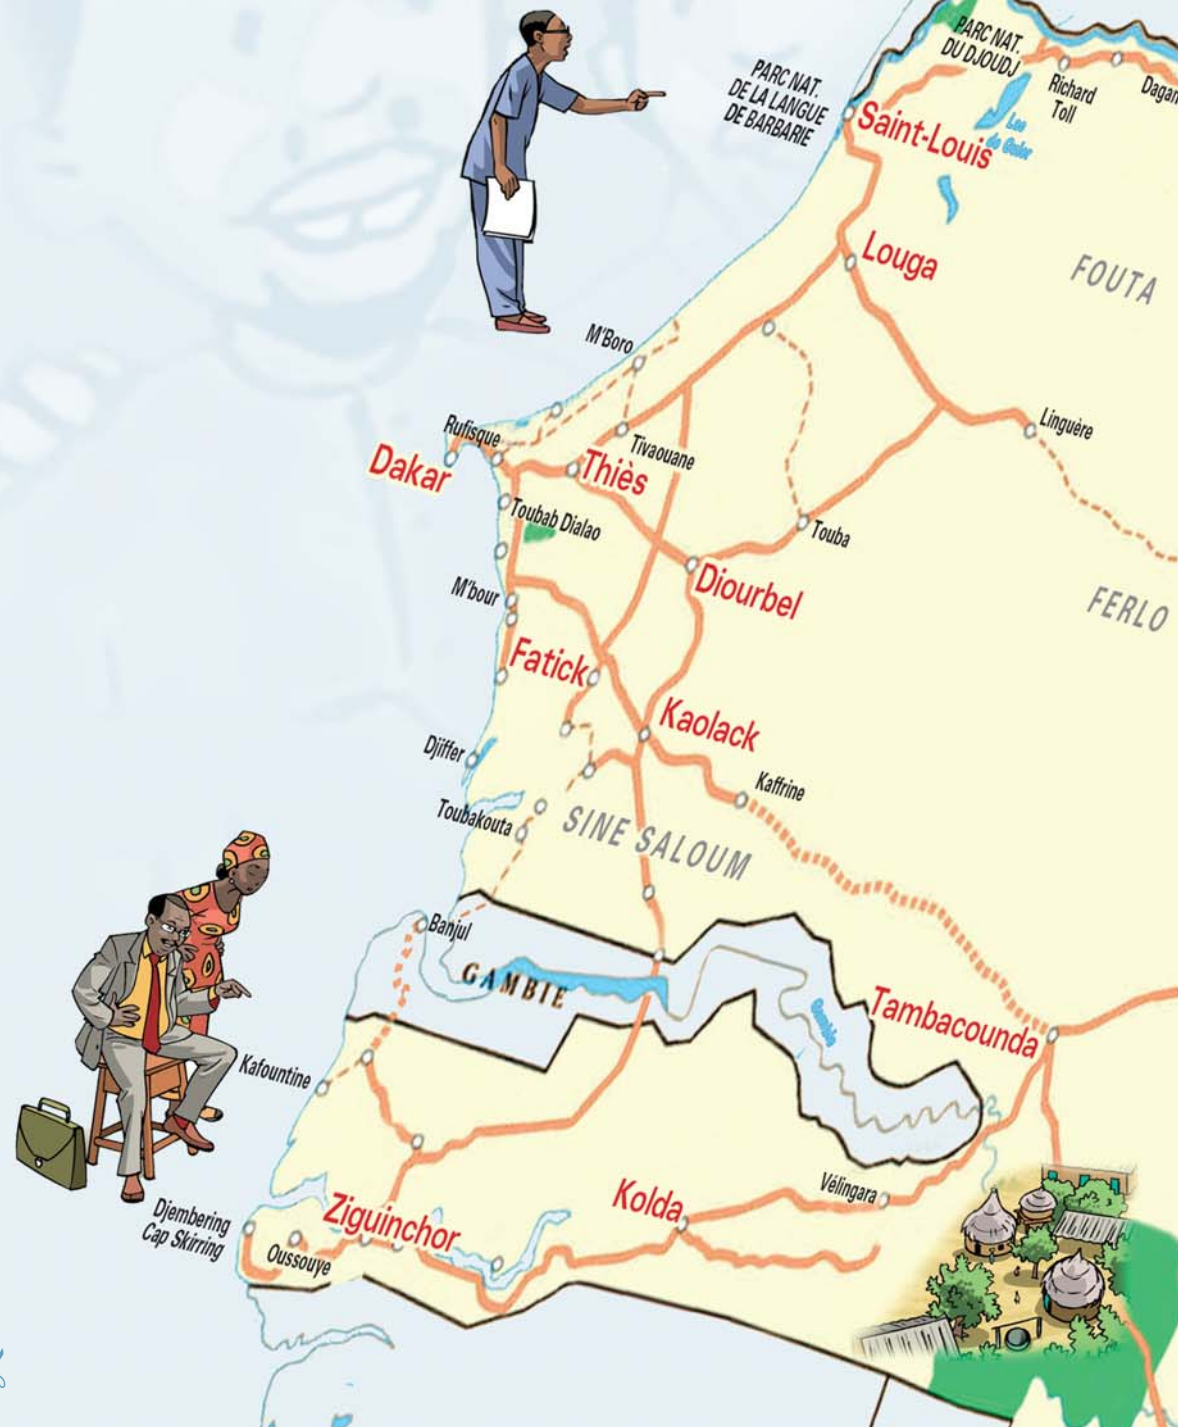 PARC NAT.
DU DJOUDJ
PARC NAT.
DE LA LANGUE
DE BARBARIE
Richard
Toll
Dagan
Saint-Louis
Lac
de Guier
Louga
FOUTA
M'Boro
Rufisque
Dakar
Tivaouane
Thiès
Linguère
Toubab Dialao
Touba
M'bour
Diourbel
FERLO
Fatick
Kaolack
Djiffer
Kaffrine
Toubakouta
SINE SALOUM
Banjul
GAMBIE
Gambie
Tambacounda
Kafountine
Vélingara
Kolda
Ziguinchor
Djembering
Cap Skirring
Oussouye